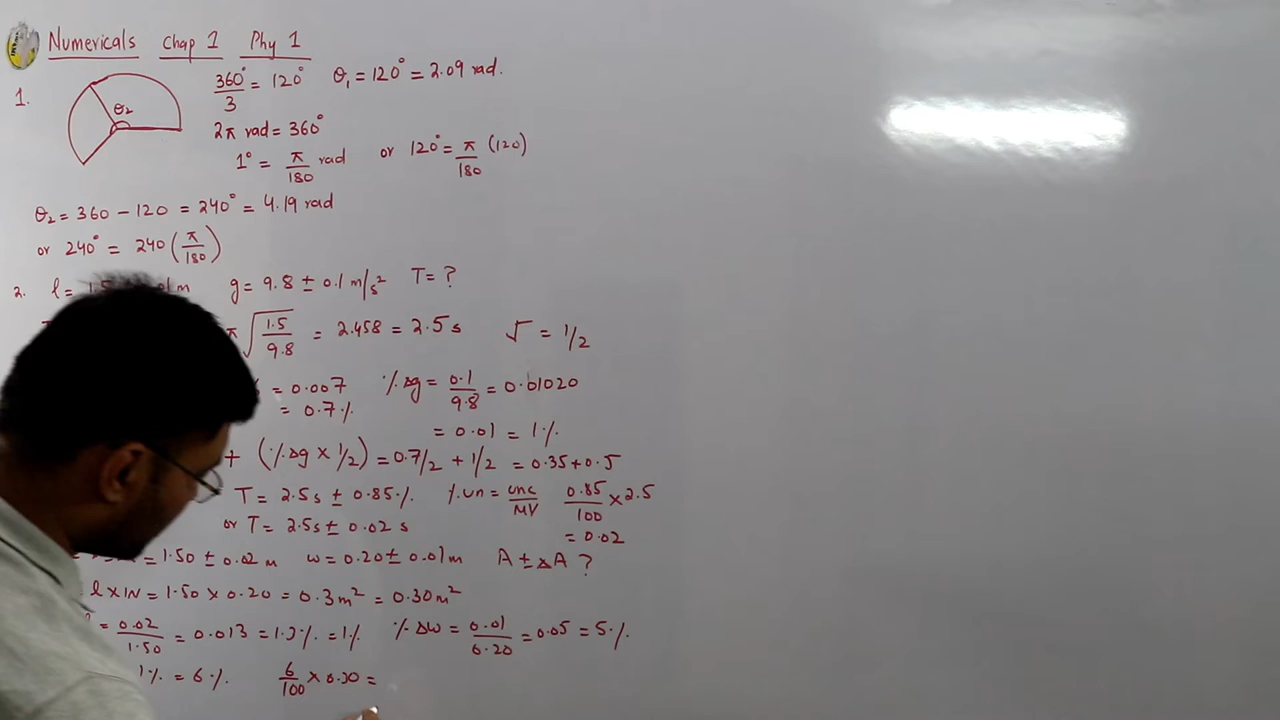 Numericals Chap 1 Phy 1
1. θ₂ 360°/3 = 120° θ₁ = 120° = 2.09 rad.
2π rad = 360°
1° = π/180 rad or 120° = π/180 (120)
θ₂ = 360 − 120 = 240° = 4.19 rad
or 240° = 240 (π/180)
2. l = m g = 9.8 ± 0.1 m/s² T = ?
π √(1.5/9.8) = 2.458 = 2.5 s √ = 1/2
= 0.007 %Δg = 0.1/9.8 = 0.01020
= 0.7% = 0.01 = 1%
+ (%Δg × 1/2) = 0.7/2 + 1/2 = 0.35 + 0.5
T = 2.5 s ± 0.85% %un = unc/MV 0.85/100 × 2.5
or T = 2.5 s ± 0.02 s = 0.02
= 1.50 ± 0.02 m w = 0.20 ± 0.01 m A ± ΔA ?
l × w = 1.50 × 0.20 = 0.3 m² = 0.30 m²
= 0.02/1.50 = 0.013 = 1.3% = 1% %Δw = 0.01/0.20 = 0.05 = 5%
1% = 6% 6/100 × 0.30 =